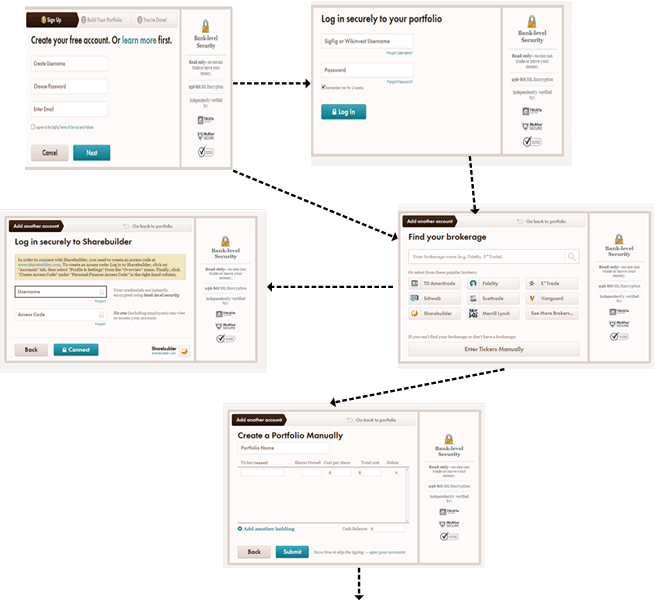 Sign Up
Build Your Portfolio
You're Done!
Create your free account. Or learn more first.
Create Username
Choose Password
Enter Email
I agree to the SigFig Terms of Service and Policies
Cancel
Next
Bank-level
Security
Read-only—no one can
trade or move your
money.
256-bit SSL Encryption
Independently verified
by:
TRUSTe
McAfee
SECURE
Log in securely to your portfolio
SigFig or Wikinvest Username
Forgot Username?
Password
Forgot Password?
Remember me for 2 weeks
Log In
Bank-level
Security
Read-only—no one can
trade or move your
money.
256-bit SSL Encryption
Independently verified
by:
TRUSTe
McAfee
SECURE
Add another account
Go back to portfolio
Log in securely to Sharebuilder
In order to connect with Sharebuilder, you need to create an access code at
www.sharebuilder.com. To create an access code: Log in to Sharebuilder, click on
"Accounts" tab, then select "Profile & Settings" from the "Overview" menu. Finally, click
"Create Access Code" under "Personal Finance Access Code" in the right-hand column.
Username
Forgot?
Your credentials are instantly
encrypted using bank-level security.
Access Code
Forgot?
No one (including employees) can view
or access your account.
Back
Connect
Sharebuilder
Bank-level
Security
Read-only—no one can
trade or move your
money.
256-bit SSL Encryption
Independently verified
by:
TRUSTe
McAfee
SECURE
Add another account
Go back to portfolio
Find your brokerage
Enter brokerage name (e.g. Fidelity, E*Trade)
Or select from these popular brokers:
TD Ameritrade
Fidelity
E*Trade
Schwab
Scottrade
Vanguard
Sharebuilder
Merrill Lynch
See More Brokers...
If you can't find your brokerage or don't have a brokerage:
Enter Tickers Manually
Bank-level
Security
Read-only—no one can
trade or move your
money.
256-bit SSL Encryption
Independently verified
by:
TRUSTe
McAfee
SECURE
Add another account
Go back to portfolio
Create a Portfolio Manually
Portfolio Name
Ticker (name)
Shares Owned
Cost per share
Total cost
Delete
$
$
×
Add another holding
Cash Balance: $
Back
Submit
Save time & skip the typing — sync your accounts
Bank-level
Security
Read-only—no one can
trade or move your
money.
256-bit SSL Encryption
Independently verified
by:
TRUSTe
McAfee
SECURE